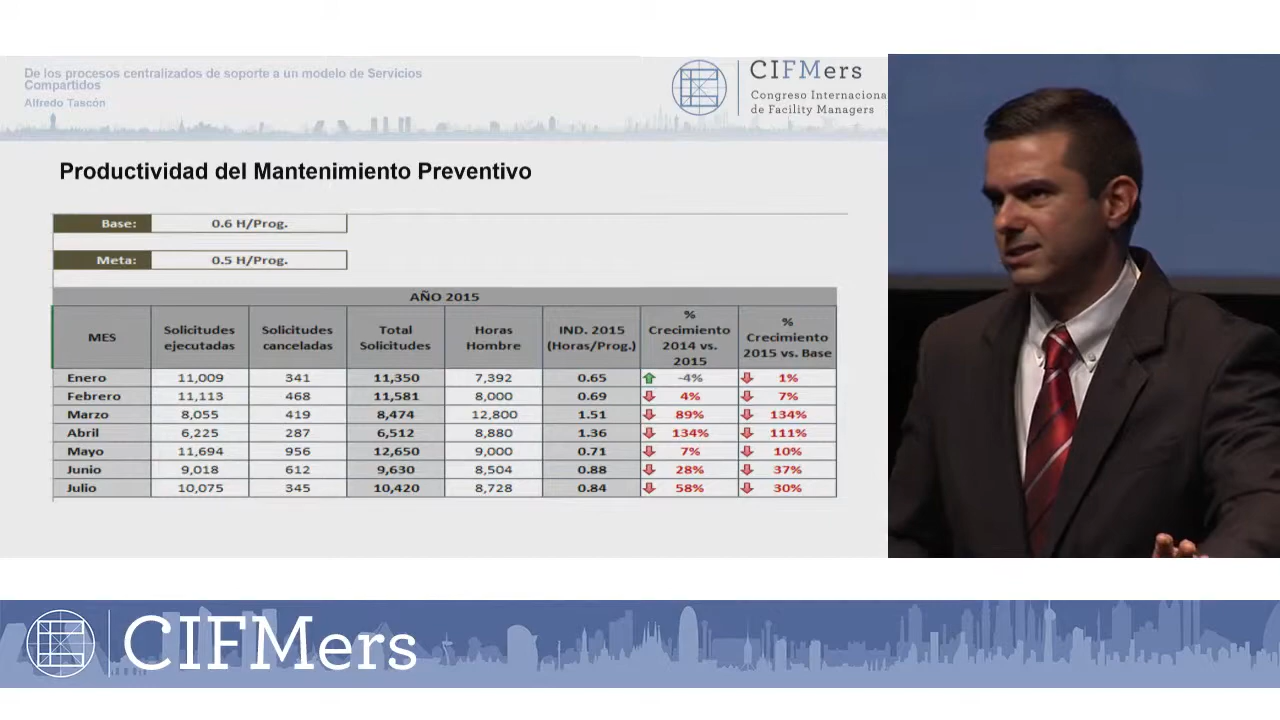 De los procesos centralizados de soporte a un modelo de Servicios
Compartidos
Alfredo Tascón
CIFMers
Congreso Internaciona
de Facility Managers
Productividad del Mantenimiento Preventivo
Base: 0.6 H/Prog.
Meta: 0.5 H/Prog.
AÑO 2015
MES Solicitudes ejecutadas Solicitudes canceladas Total Solicitudes Horas Hombre IND. 2015 (Horas/Prog.) % Crecimiento 2014 vs. 2015 % Crecimiento 2015 vs. Base
Enero 11,009 341 11,350 7,392 0.65 -4% 1%
Febrero 11,113 468 11,581 8,000 0.69 4% 7%
Marzo 8,055 419 8,474 12,800 1.51 89% 134%
Abril 6,225 287 6,512 8,880 1.36 134% 111%
Mayo 11,694 956 12,650 9,000 0.71 7% 10%
Junio 9,018 612 9,630 8,504 0.88 28% 37%
Julio 10,075 345 10,420 8,728 0.84 58% 30%
CIFMers